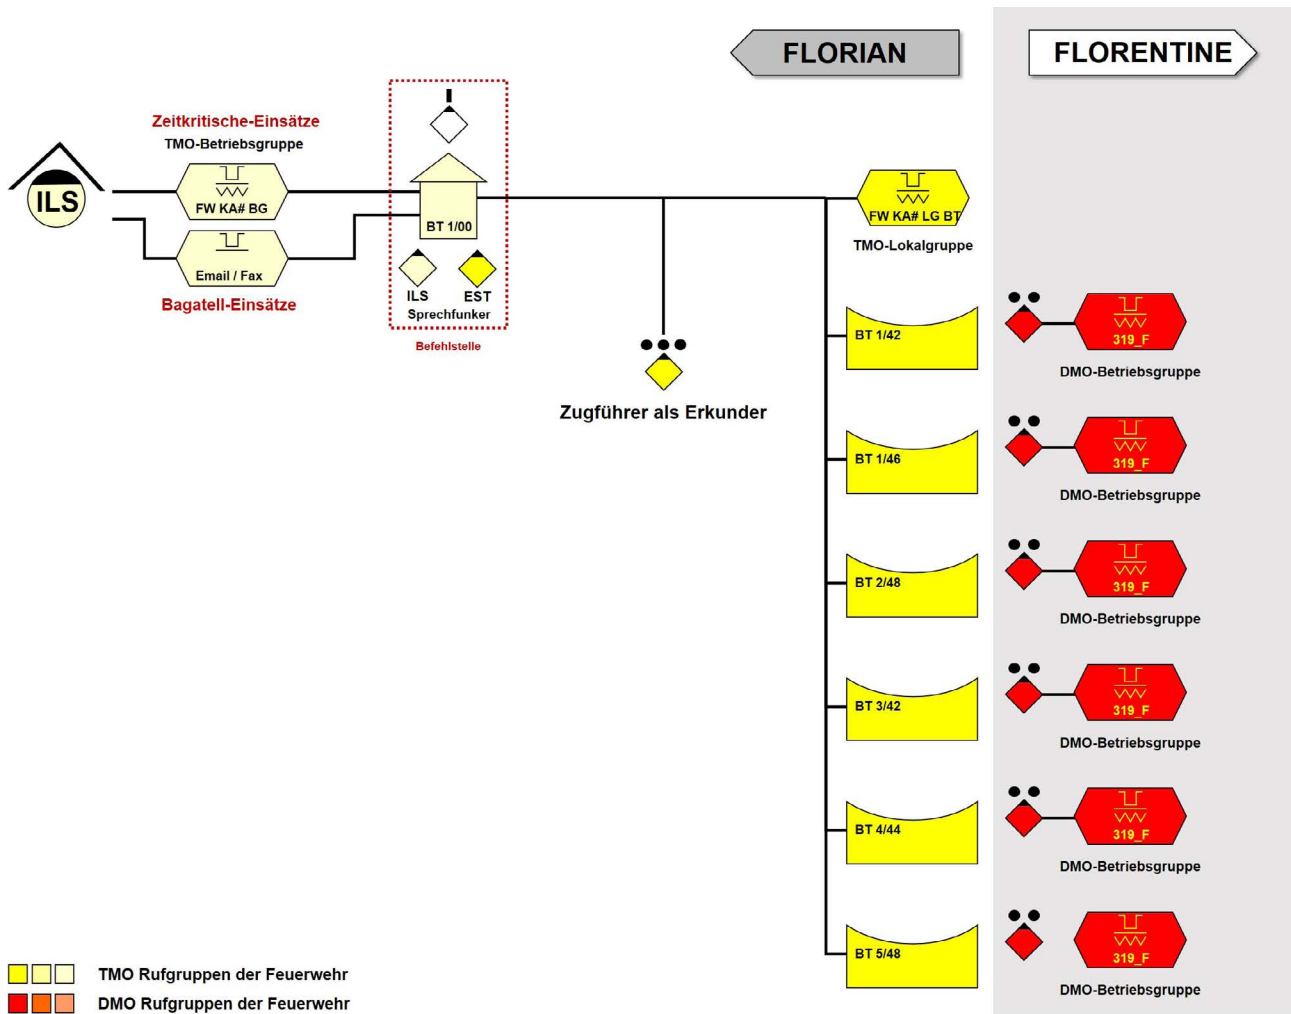 FLORIAN
FLORENTINE
Zeitkritische-Einsätze
TMO-Betriebsgruppe
ILS
FW KA# BG
BT 1/00
Email / Fax
Bagatell-Einsätze
ILS
EST
Sprechfunker
Befehlstelle
FW KA# LG BT
TMO-Lokalgruppe
Zugführer als Erkunder
BT 1/42
319_F
DMO-Betriebsgruppe
BT 1/46
319_F
DMO-Betriebsgruppe
BT 2/48
319_F
DMO-Betriebsgruppe
BT 3/42
319_F
DMO-Betriebsgruppe
BT 4/44
319_F
DMO-Betriebsgruppe
BT 5/48
319_F
DMO-Betriebsgruppe
TMO Rufgruppen der Feuerwehr
DMO Rufgruppen der Feuerwehr